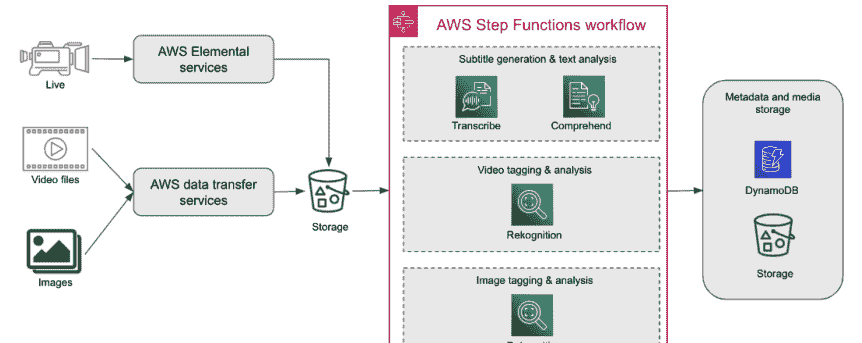 AWS Step Functions workflow
AWS Elemental
services
Live
Subtitle generation & text analysis
Transcribe
Comprehend
Metadata and media
storage
Video files
AWS data transfer
services
Storage
Video tagging & analysis
Rekognition
DynamoDB
Storage
Images
Image tagging & analysis